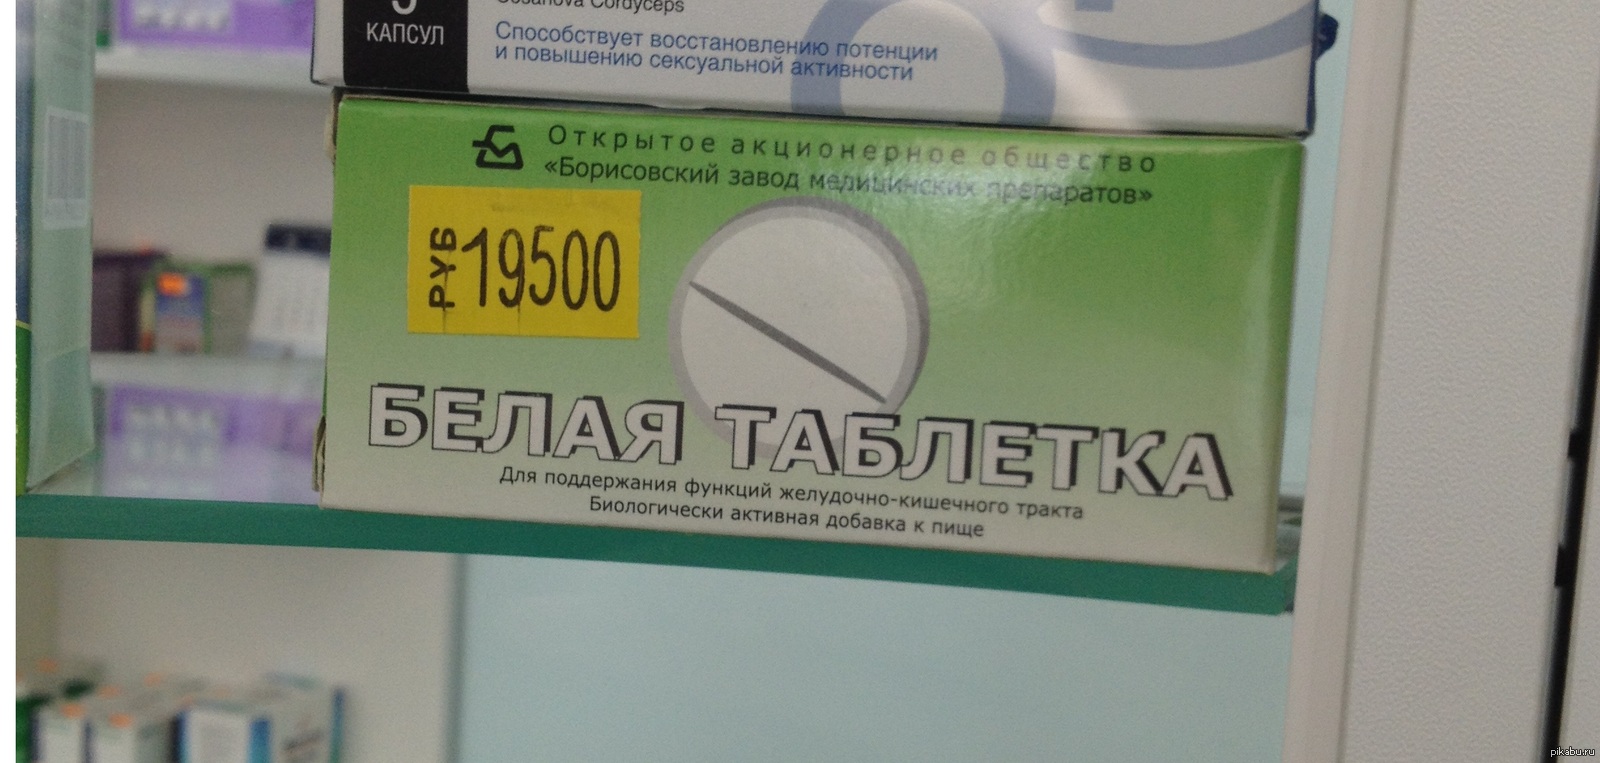 КАПСУЛ
Cordyceps
Способствует восстановлению потенции
и повышению сексуальной активности
Открытое акционерное общество
«Борисовский завод медицинских препаратов»
РУБ 19500
БЕЛАЯ ТАБЛЕТКА
Для поддержания функций желудочно-кишечного тракта
Биологически активная добавка к пище
pikabu.ru